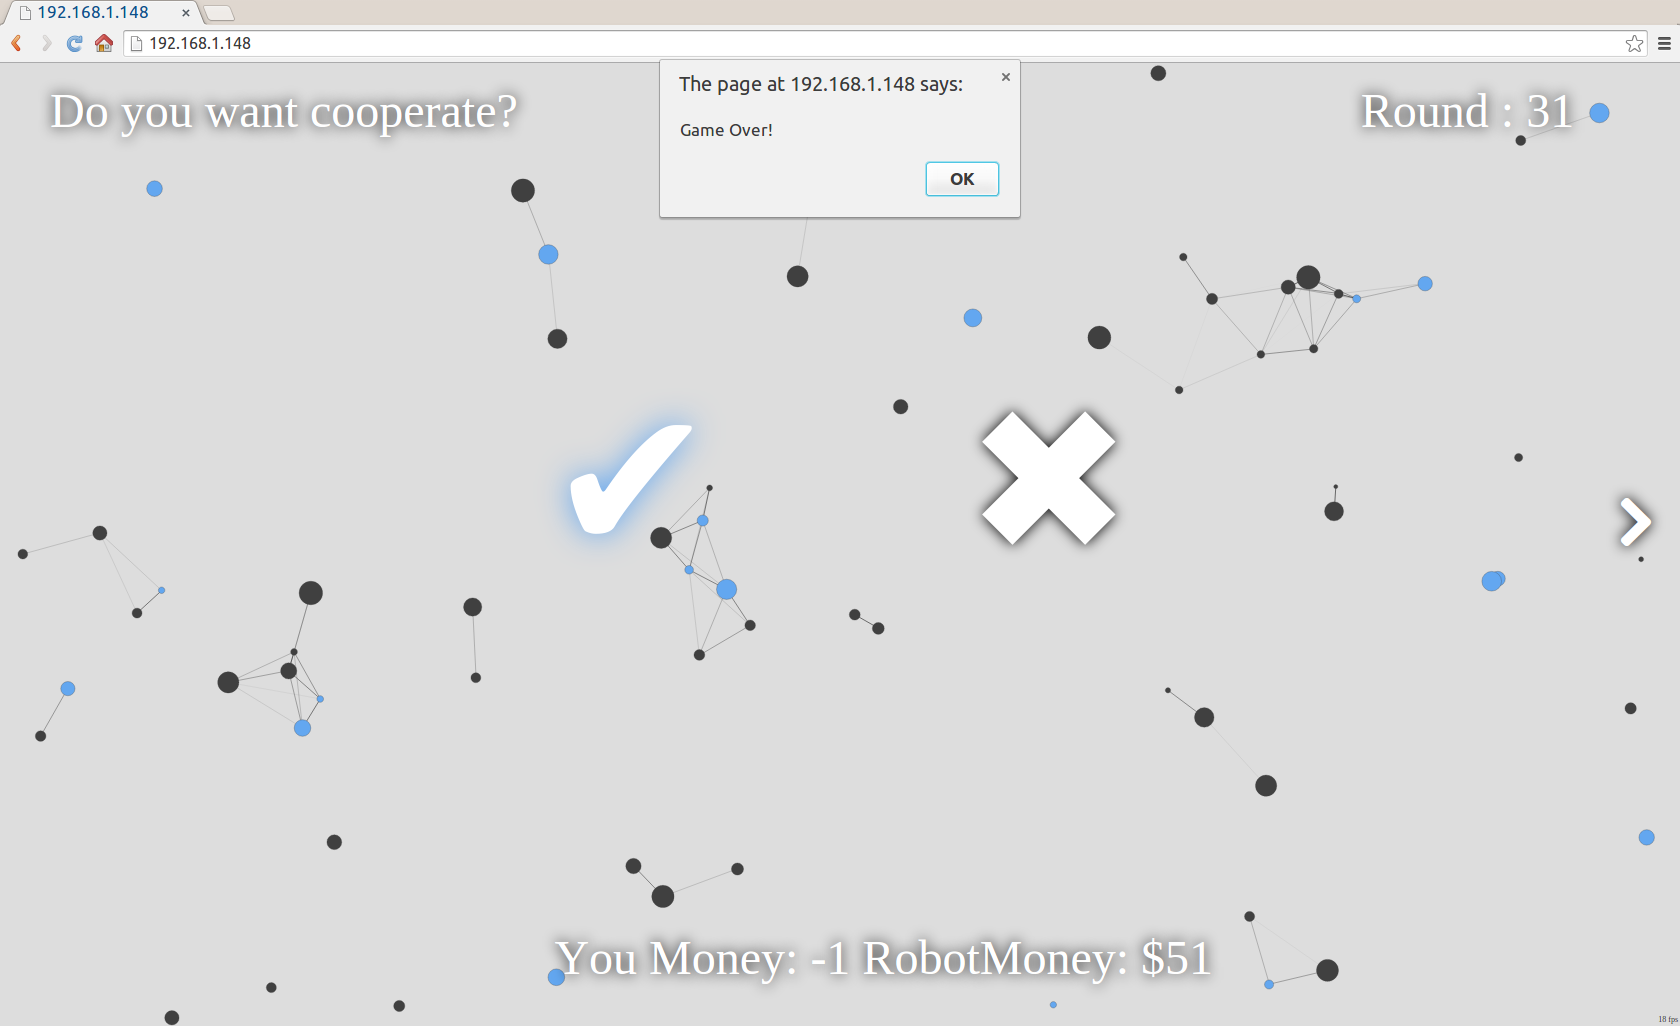 192.168.1.148
192.168.1.148
The page at 192.168.1.148 says:
Game Over!
OK
Do you want cooperate?
Round : 31
You Money: -1 RobotMoney: $51
18 fps